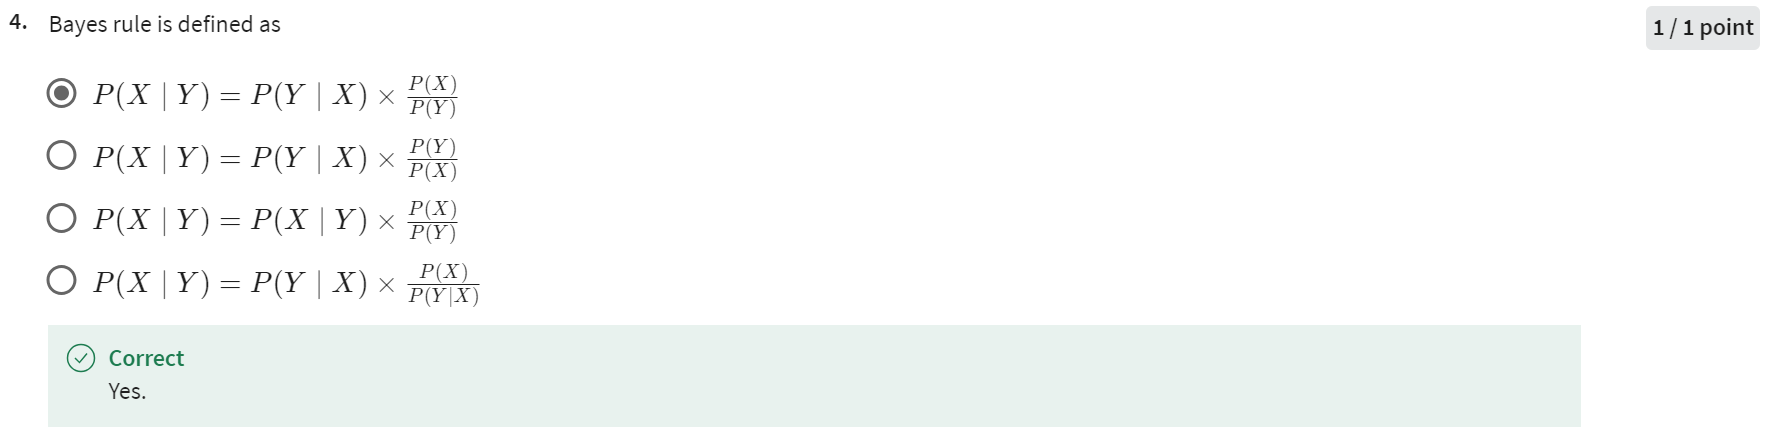 4. Bayes rule is defined as
1 / 1 point
P(X | Y) = P(Y | X) × P(X)/P(Y)
P(X | Y) = P(Y | X) × P(Y)/P(X)
P(X | Y) = P(X | Y) × P(X)/P(Y)
P(X | Y) = P(Y | X) × P(X)/P(Y|X)
Correct
Yes.